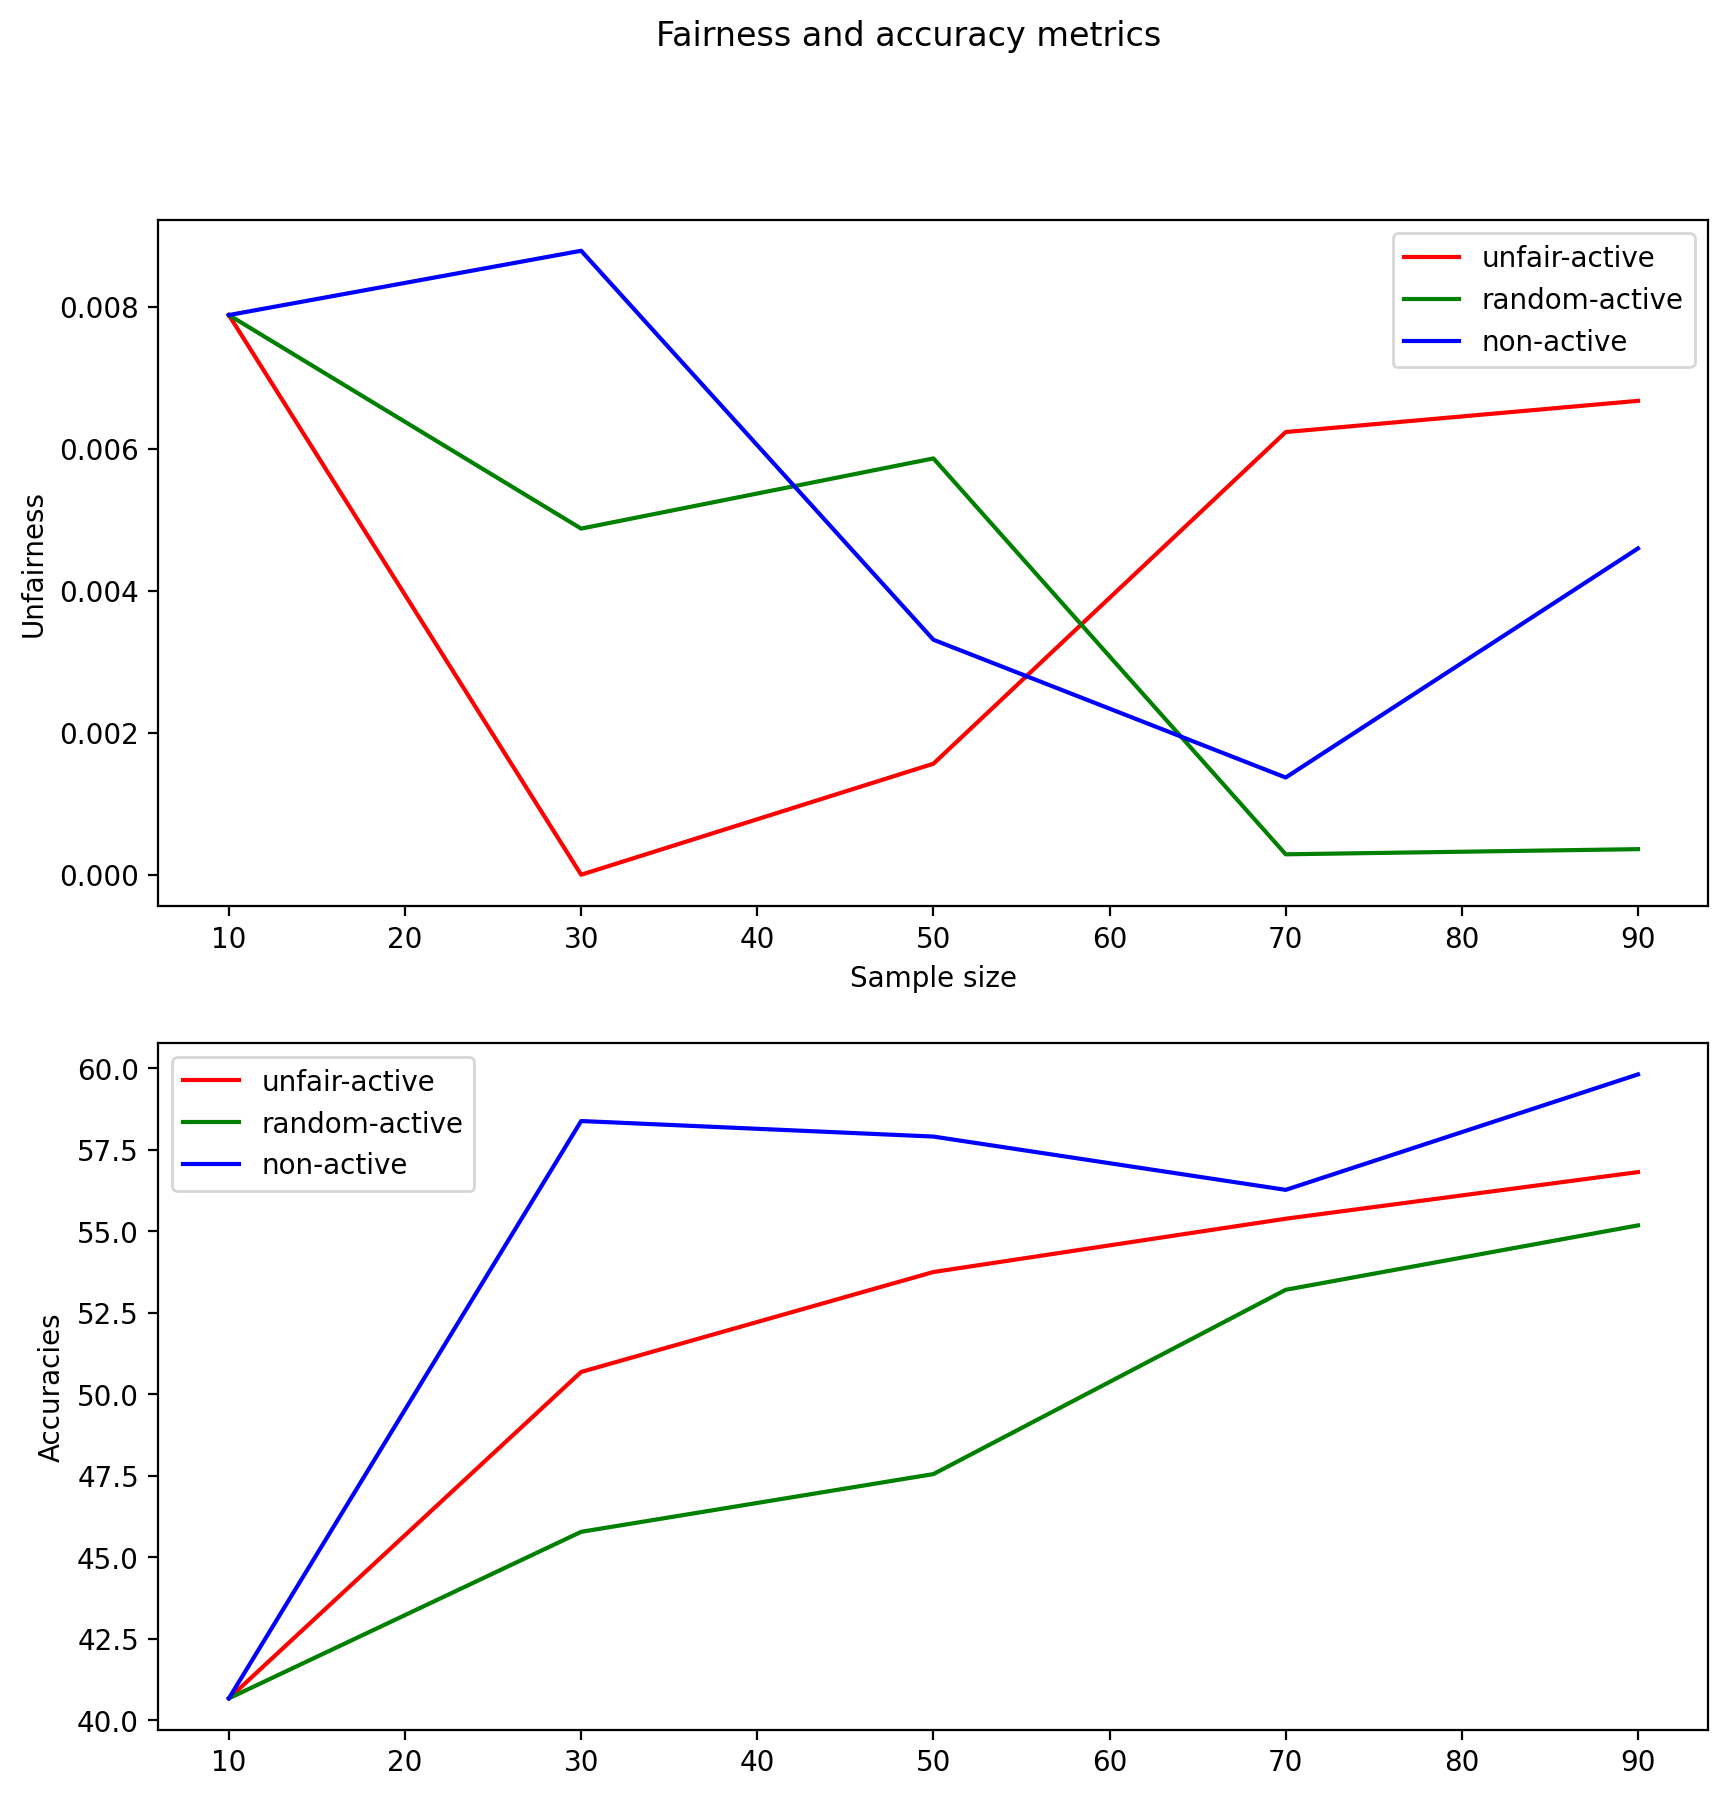 Fairness and accuracy metrics
unfair-active
random-active
non-active
0.008
0.006
0.004
0.002
0.000
Unfairness
10 20 30 40 50 60 70 80 90
Sample size
unfair-active
random-active
non-active
60.0
57.5
55.0
52.5
50.0
47.5
45.0
42.5
40.0
Accuracies
10 20 30 40 50 60 70 80 90